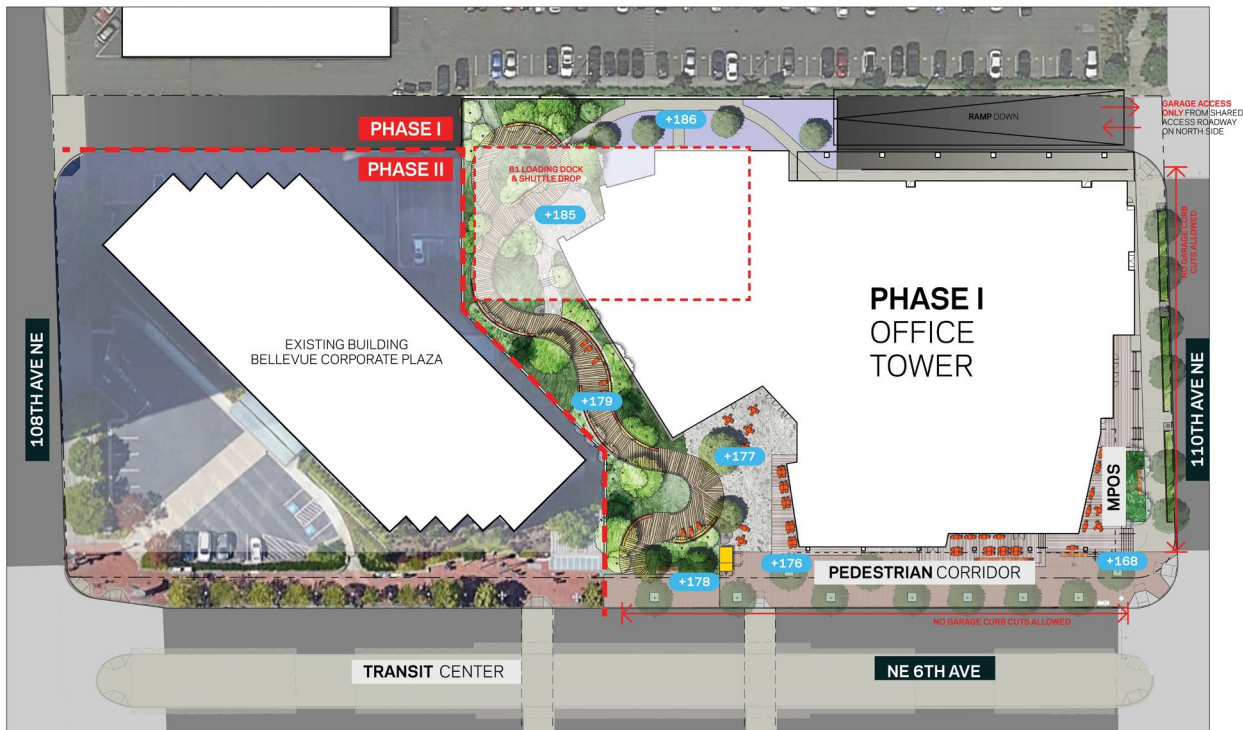 PHASE I
PHASE II
+186
RAMP DOWN
GARAGE ACCESS
ONLY FROM SHARED
ACCESS ROADWAY
ON NORTH SIDE
B1 LOADING DOCK
& SHUTTLE DROP
+185
NO GARAGE CURB
CUTS ALLOWED
PHASE I
OFFICE
TOWER
EXISTING BUILDING
BELLEVUE CORPORATE PLAZA
108TH AVE NE
110TH AVE NE
+179
+177
MPOS
+178
+176
PEDESTRIAN CORRIDOR
+168
NO GARAGE CURB CUTS ALLOWED
TRANSIT CENTER
NE 6TH AVE